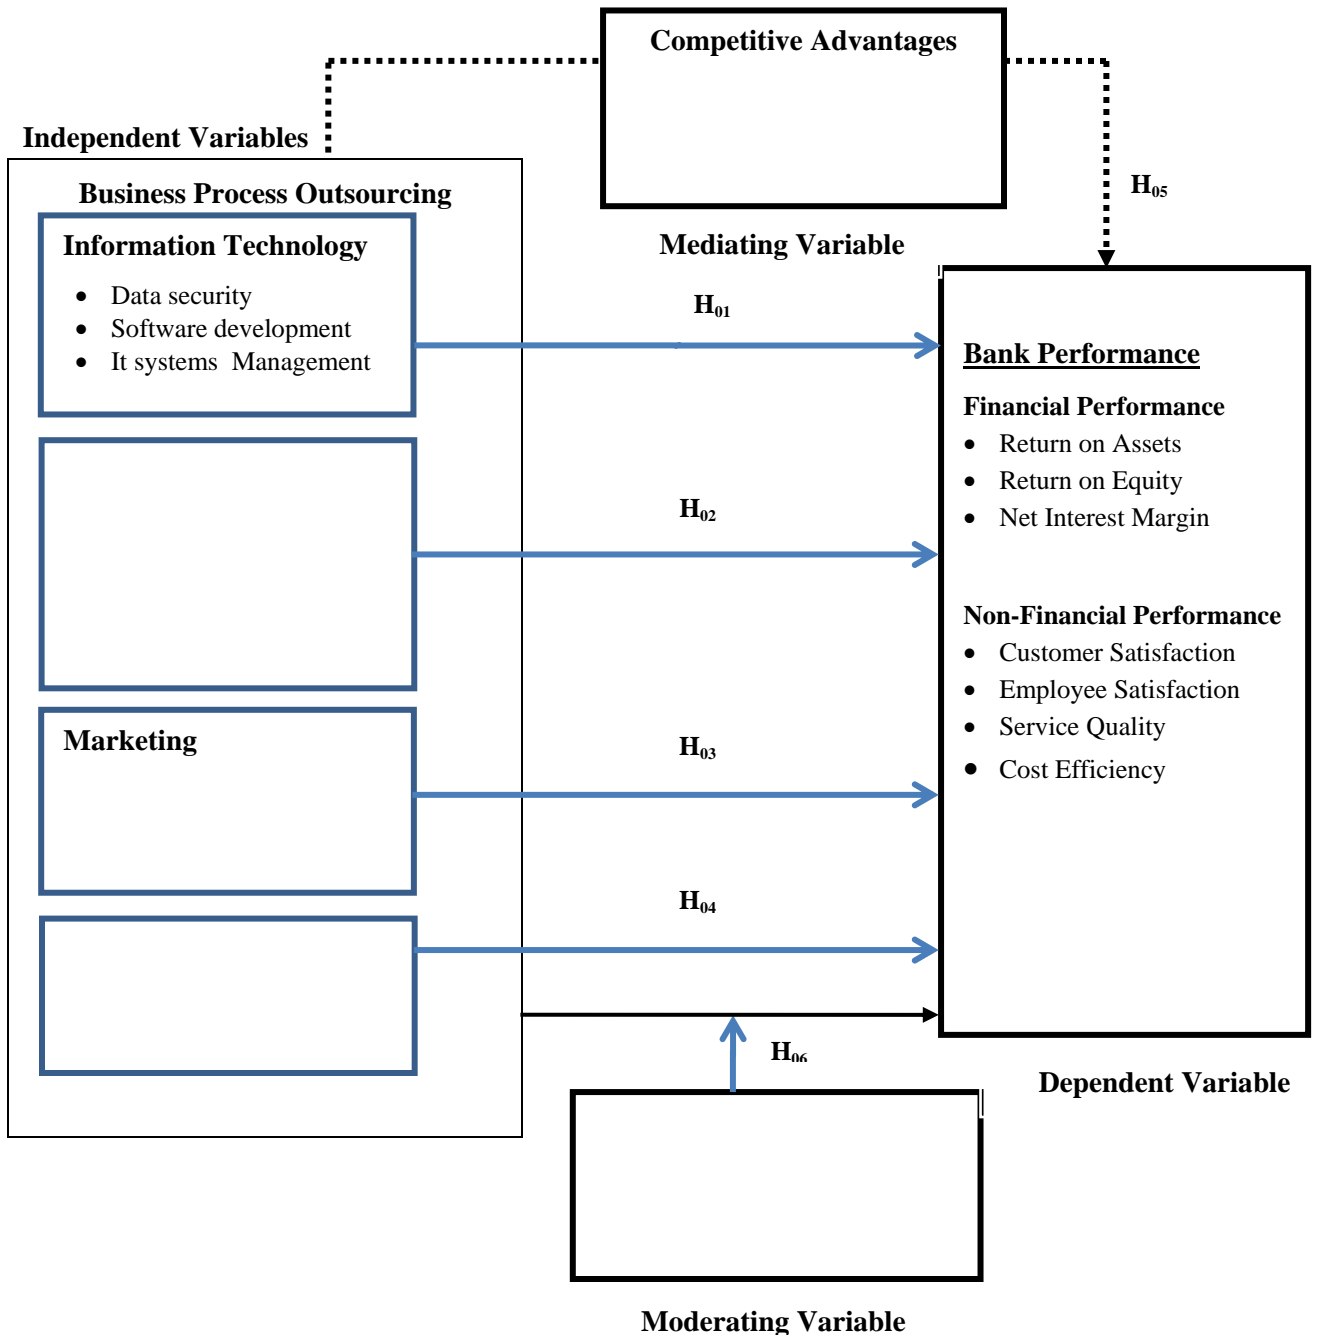 Competitive Advantages
Independent Variables
Business Process Outsourcing
H05
Information Technology
• Data security
• Software development
• It systems  Management
Mediating Variable
H01
Bank Performance
Financial Performance
• Return on Assets
• Return on Equity
• Net Interest Margin
H02
Non-Financial Performance
• Customer Satisfaction
• Employee Satisfaction
• Service Quality
• Cost Efficiency
Marketing
H03
H04
H06
Dependent Variable
Moderating Variable